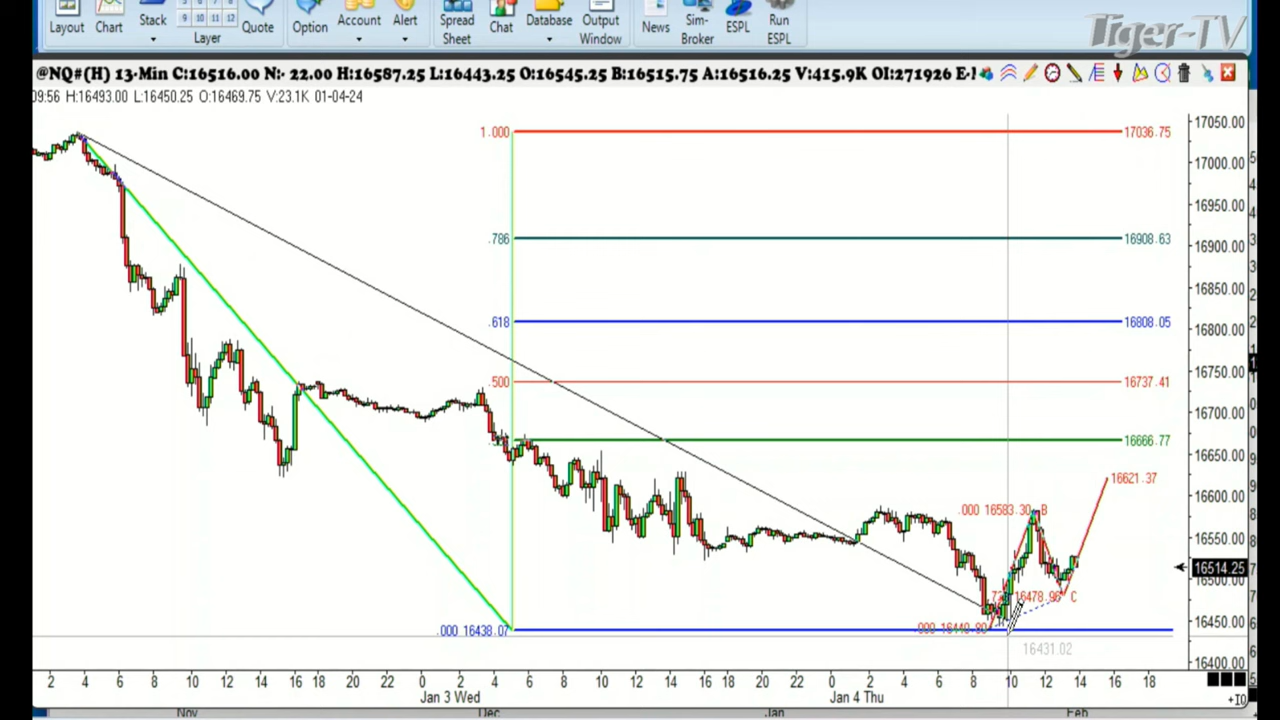 Tiger-TV
Layout Chart Stack Layer Quote Option Account Alert Spread Sheet Chat Database Output Window News Sim-Broker ESPL Run ESPL
9 10 11 12
@NQ#(H) 13-Min C:16516.00 N:- 22.00 H:16587.25 L:16443.25 O:16545.25 B:16515.75 A:16516.25 V:415.9K OI:271926
09:56 H:16493.00 L:16450.25 O:16469.75 V:23.1K 01-04-24
1.000 17036.75
.786 16908.63
.618 16808.05
.500 16737.41
16666.77
16621.37
.000 16583.30 B
16478.96 C
.000 16438.07
16431.02
17050.00
17000.00
16950.00
16900.00
16850.00
16800.00
16750.00
16700.00
16650.00
16600.00
16550.00
16514.25
16500.00
16450.00
16400.00
2 4 6 8 10 12 14 16 18 20 22 0 2 4 6 8 10 12 14 16 18 20 22 0 2 4 6 8 10 12 14 16 18
Jan 3 Wed Jan 4 Thu
+10
Nov Dec Jan Feb